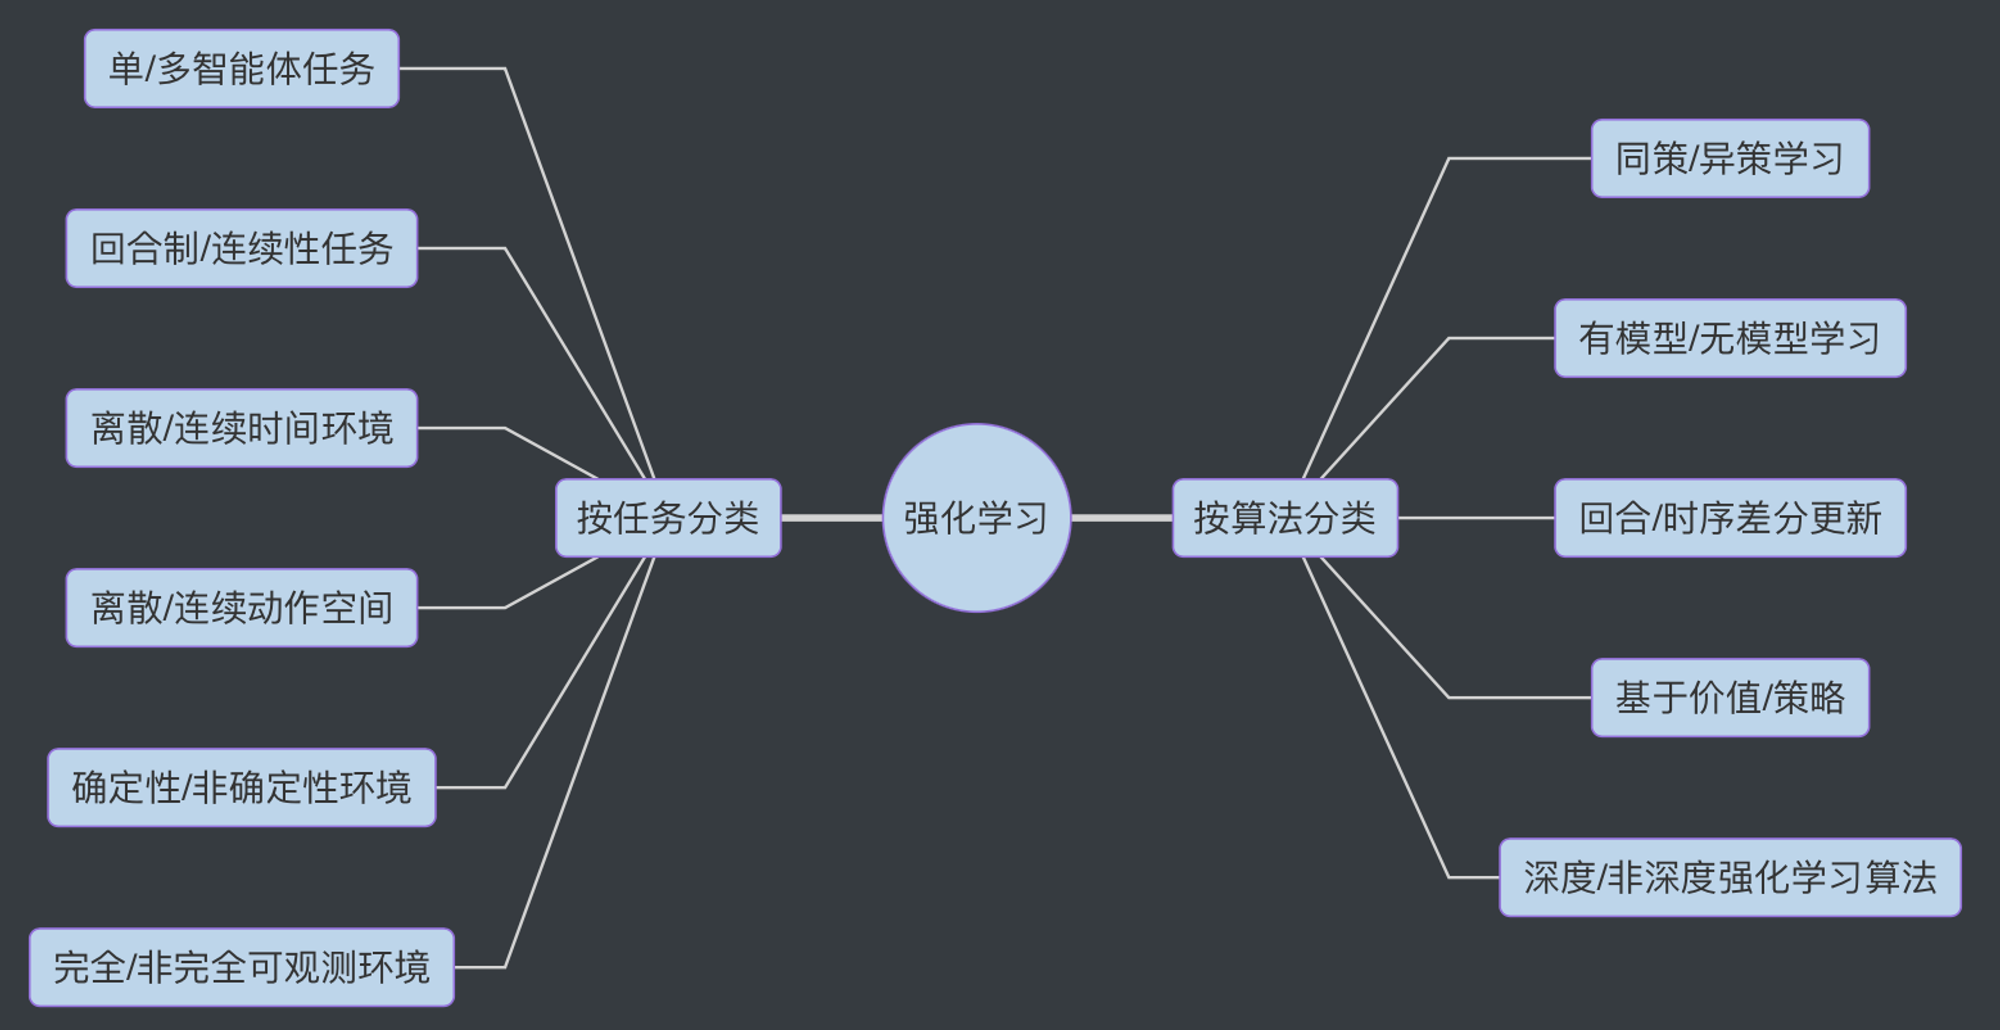 单/多智能体任务
回合制/连续性任务
离散/连续时间环境
离散/连续动作空间
确定性/非确定性环境
完全/非完全可观测环境
按任务分类
强化学习
按算法分类
同策/异策学习
有模型/无模型学习
回合/时序差分更新
基于价值/策略
深度/非深度强化学习算法